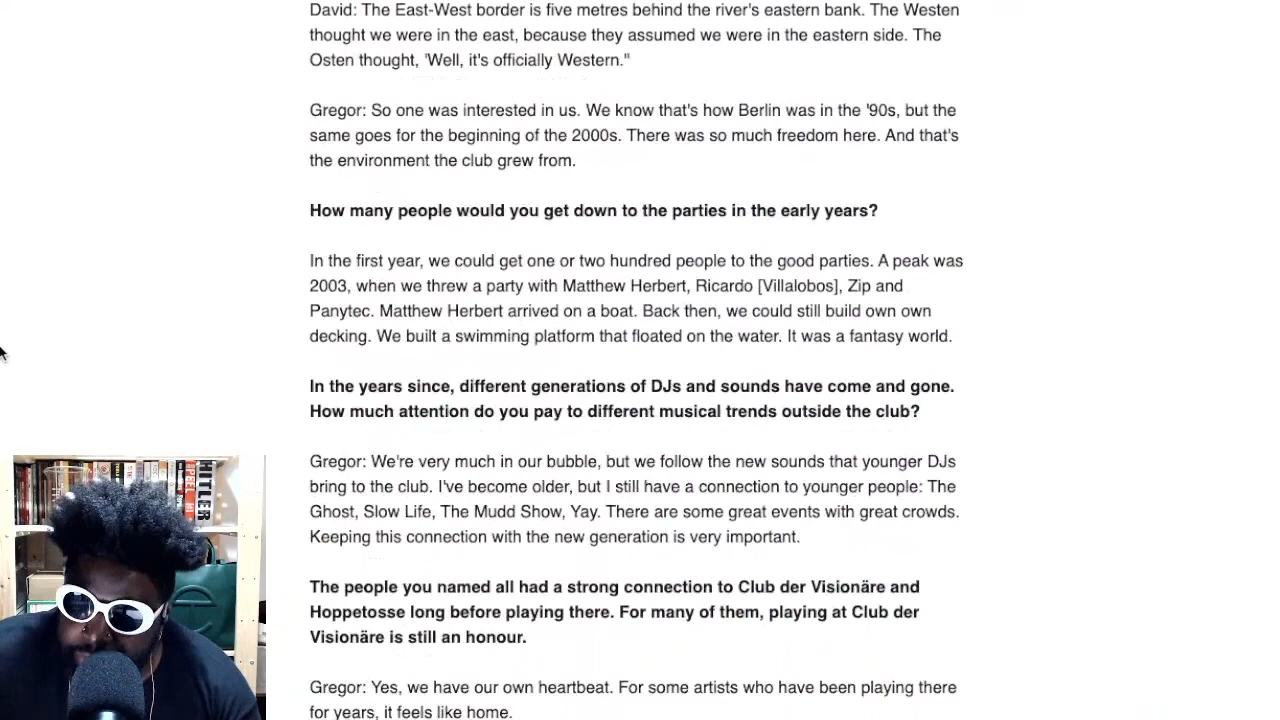 David: The East-West border is five metres behind the river's eastern bank. The Westen
thought we were in the east, because they assumed we were in the eastern side. The
Osten thought, 'Well, it's officially Western."
Gregor: So one was interested in us. We know that's how Berlin was in the '90s, but the
same goes for the beginning of the 2000s. There was so much freedom here. And that's
the environment the club grew from.
How many people would you get down to the parties in the early years?
In the first year, we could get one or two hundred people to the good parties. A peak was
2003, when we threw a party with Matthew Herbert, Ricardo [Villalobos], Zip and
Panytec. Matthew Herbert arrived on a boat. Back then, we could still build own own
decking. We built a swimming platform that floated on the water. It was a fantasy world.
In the years since, different generations of DJs and sounds have come and gone.
How much attention do you pay to different musical trends outside the club?
Gregor: We're very much in our bubble, but we follow the new sounds that younger DJs
bring to the club. I've become older, but I still have a connection to younger people: The
Ghost, Slow Life, The Mudd Show, Yay. There are some great events with great crowds.
Keeping this connection with the new generation is very important.
The people you named all had a strong connection to Club der Visionäre and
Hoppetosse long before playing there. For many of them, playing at Club der
Visionäre is still an honour.
Gregor: Yes, we have our own heartbeat. For some artists who have been playing there
for years, it feels like home.
HITLER